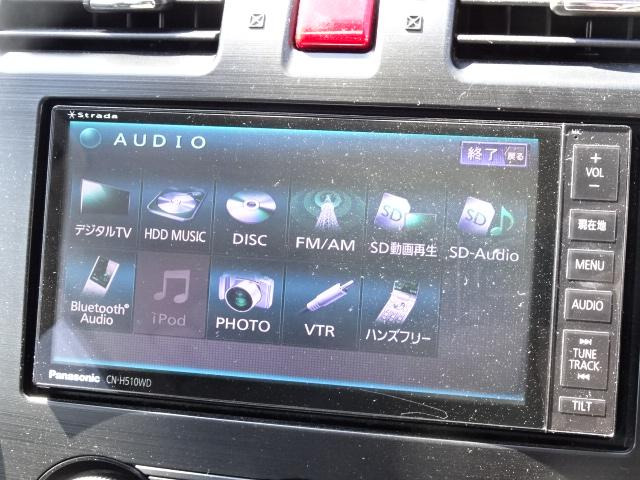 Strada
AUDIO
終了 戻る
デジタルTV
HDD MUSIC
DISC
FM/AM
SD動画再生
SD-Audio
Bluetooth® Audio
iPod
PHOTO
VTR
ハンズフリー
Panasonic CN-H510WD
MIC
+
VOL
−
現在地
MENU
AUDIO
TUNE
TRACK
TILT